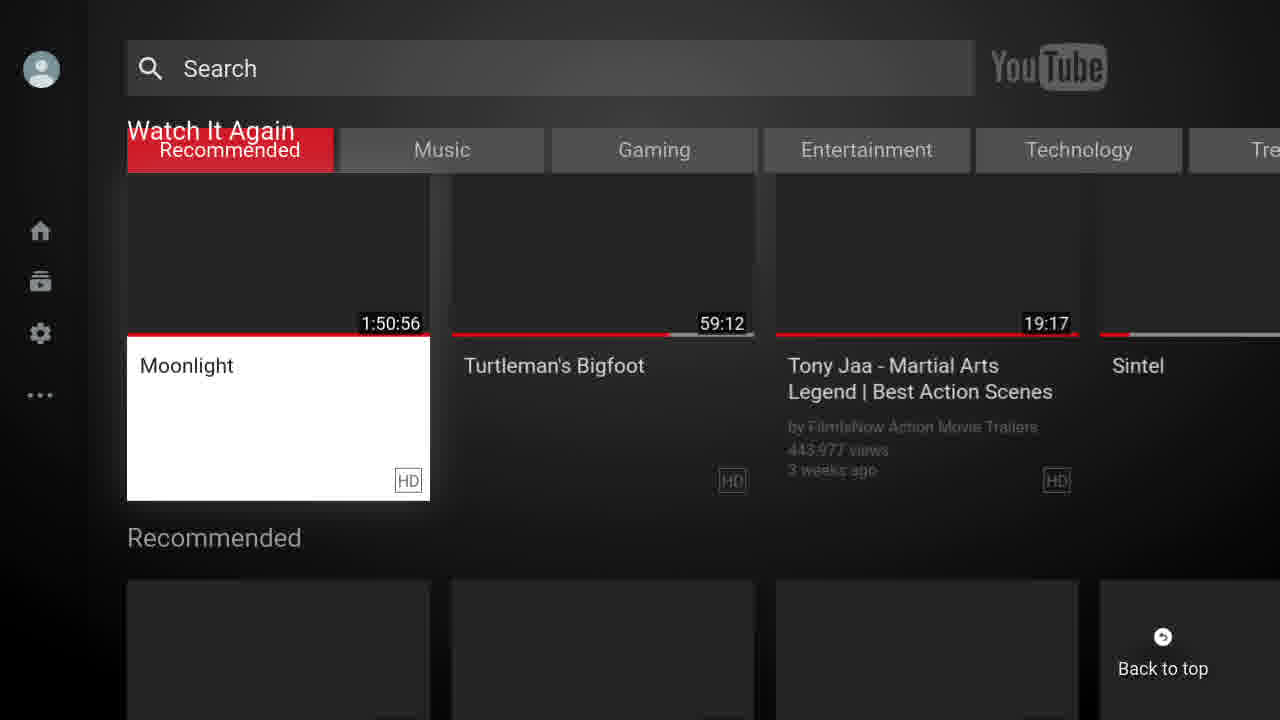 Search
YouTube
Watch It Again
Recommended
Music
Gaming
Entertainment
Technology
Tre
1:50:56
59:12
19:17
Moonlight
Turtleman's Bigfoot
Tony Jaa - Martial Arts
Legend | Best Action Scenes
Sintel
by FilmIsNow Action Movie Trailers
443,977 views
3 weeks ago
HD
HD
HD
Recommended
Back to top